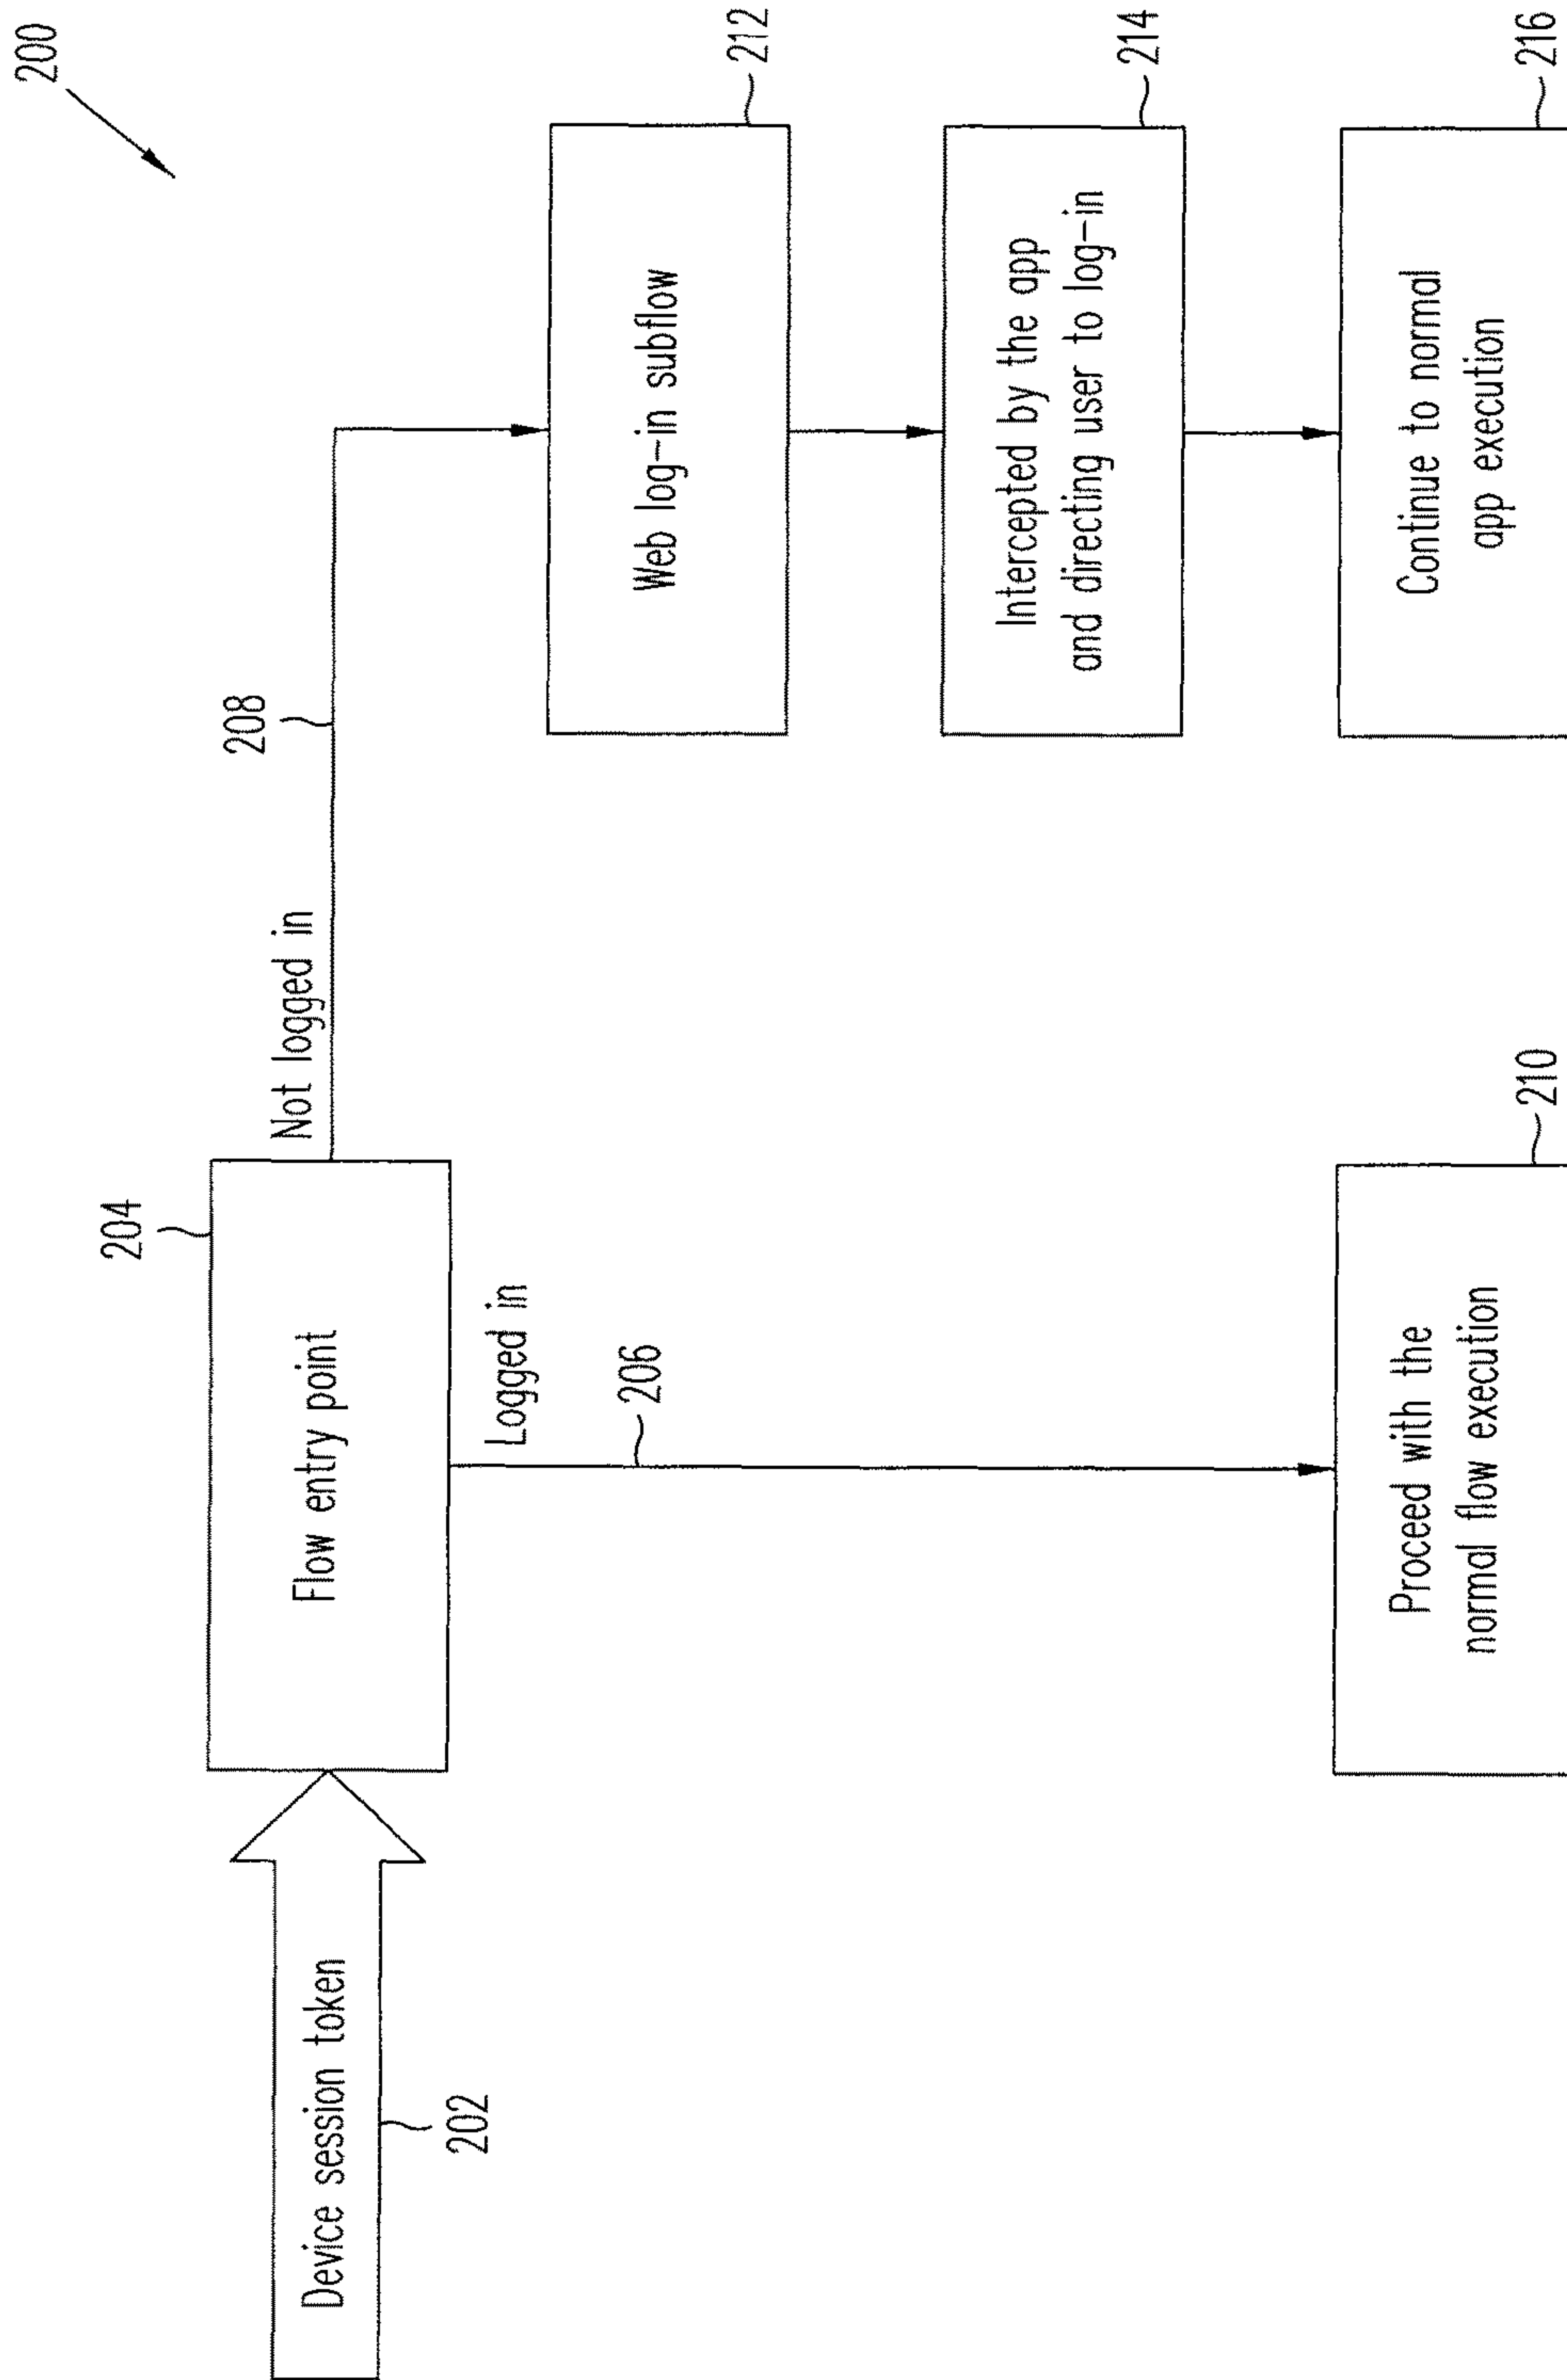 200
Device session token
202
Flow entry point
204
Not logged in
208
Logged in
206
Proceed with the
normal flow execution
210
Web log-in subflow
212
Intercepted by the app
and directing user to log-in
214
Continue to normal
app execution
216